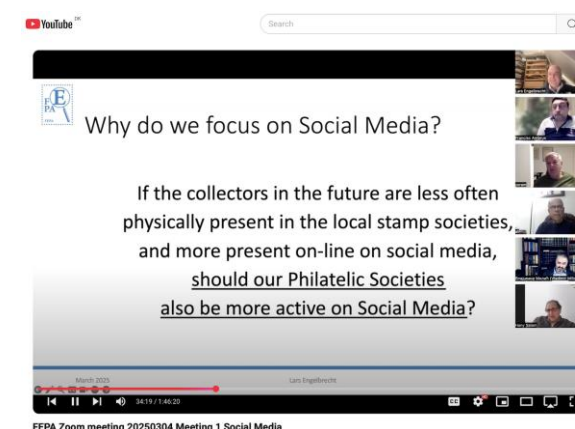 YouTube DK
Search
FEPA
Why do we focus on Social Media?
If the collectors in the future are less often
physically present in the local stamp societies,
and more present on-line on social media,
should our Philatelic Societies
also be more active on Social Media?
March 2025
Lars Engelbrecht
34:19 / 1:46:20
CC
FEPA Zoom meeting 20250304 Meeting 1 Social Media